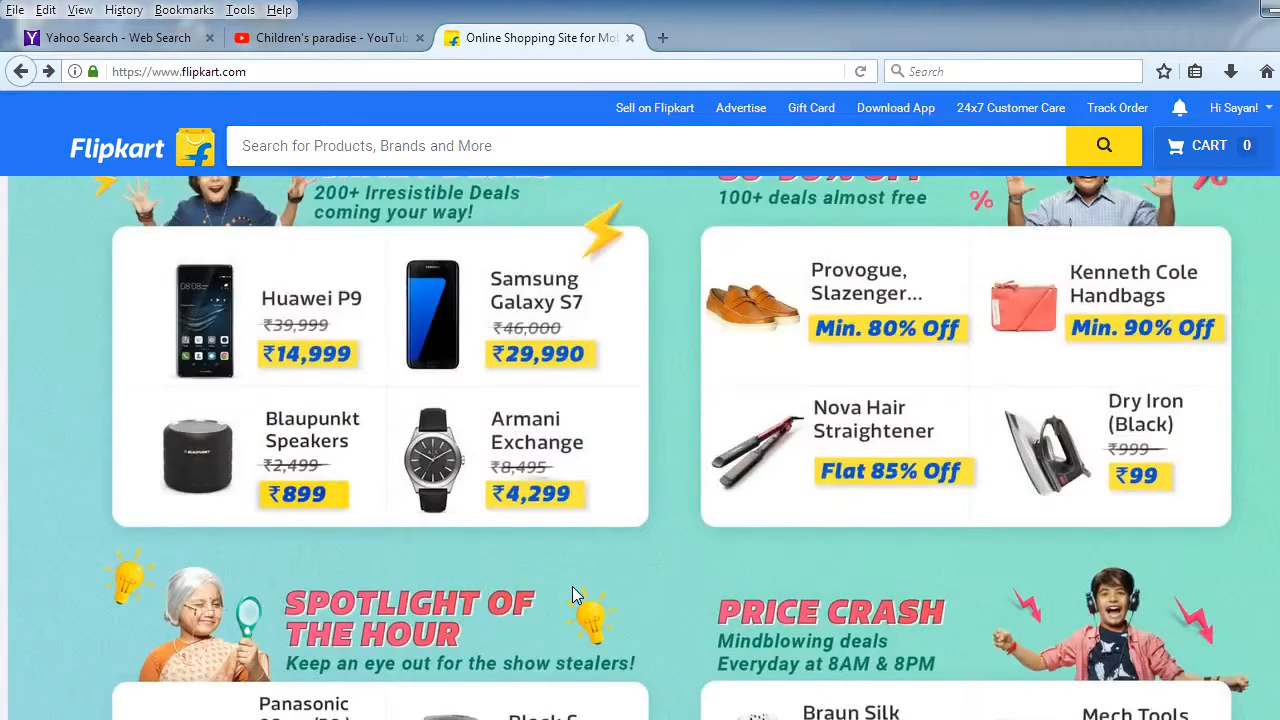 File Edit View History Bookmarks Tools Help
Yahoo Search - Web Search
Children's paradise - YouTub
Online Shopping Site for Mob
https://www.flipkart.com
Search
Sell on Flipkart Advertise Gift Card Download App 24x7 Customer Care Track Order Hi Sayan!
Flipkart
Search for Products, Brands and More
CART 0
200+ Irresistible Deals
coming your way!
Huawei P9
₹39,999
₹14,999
Samsung
Galaxy S7
₹46,000
₹29,990
Blaupunkt
Speakers
₹2,499
₹899
BLAUPUNKT
Armani
Exchange
₹8,495
₹4,299
100+ deals almost free
Provogue,
Slazenger...
Min. 80% Off
Kenneth Cole
Handbags
Min. 90% Off
Nova Hair
Straightener
Flat 85% Off
Dry Iron
(Black)
₹999
₹99
SPOTLIGHT OF
THE HOUR
Keep an eye out for the show stealers!
PRICE CRASH
Mindblowing deals
Everyday at 8AM & 8PM
Panasonic
Braun Silk
Mech Tools